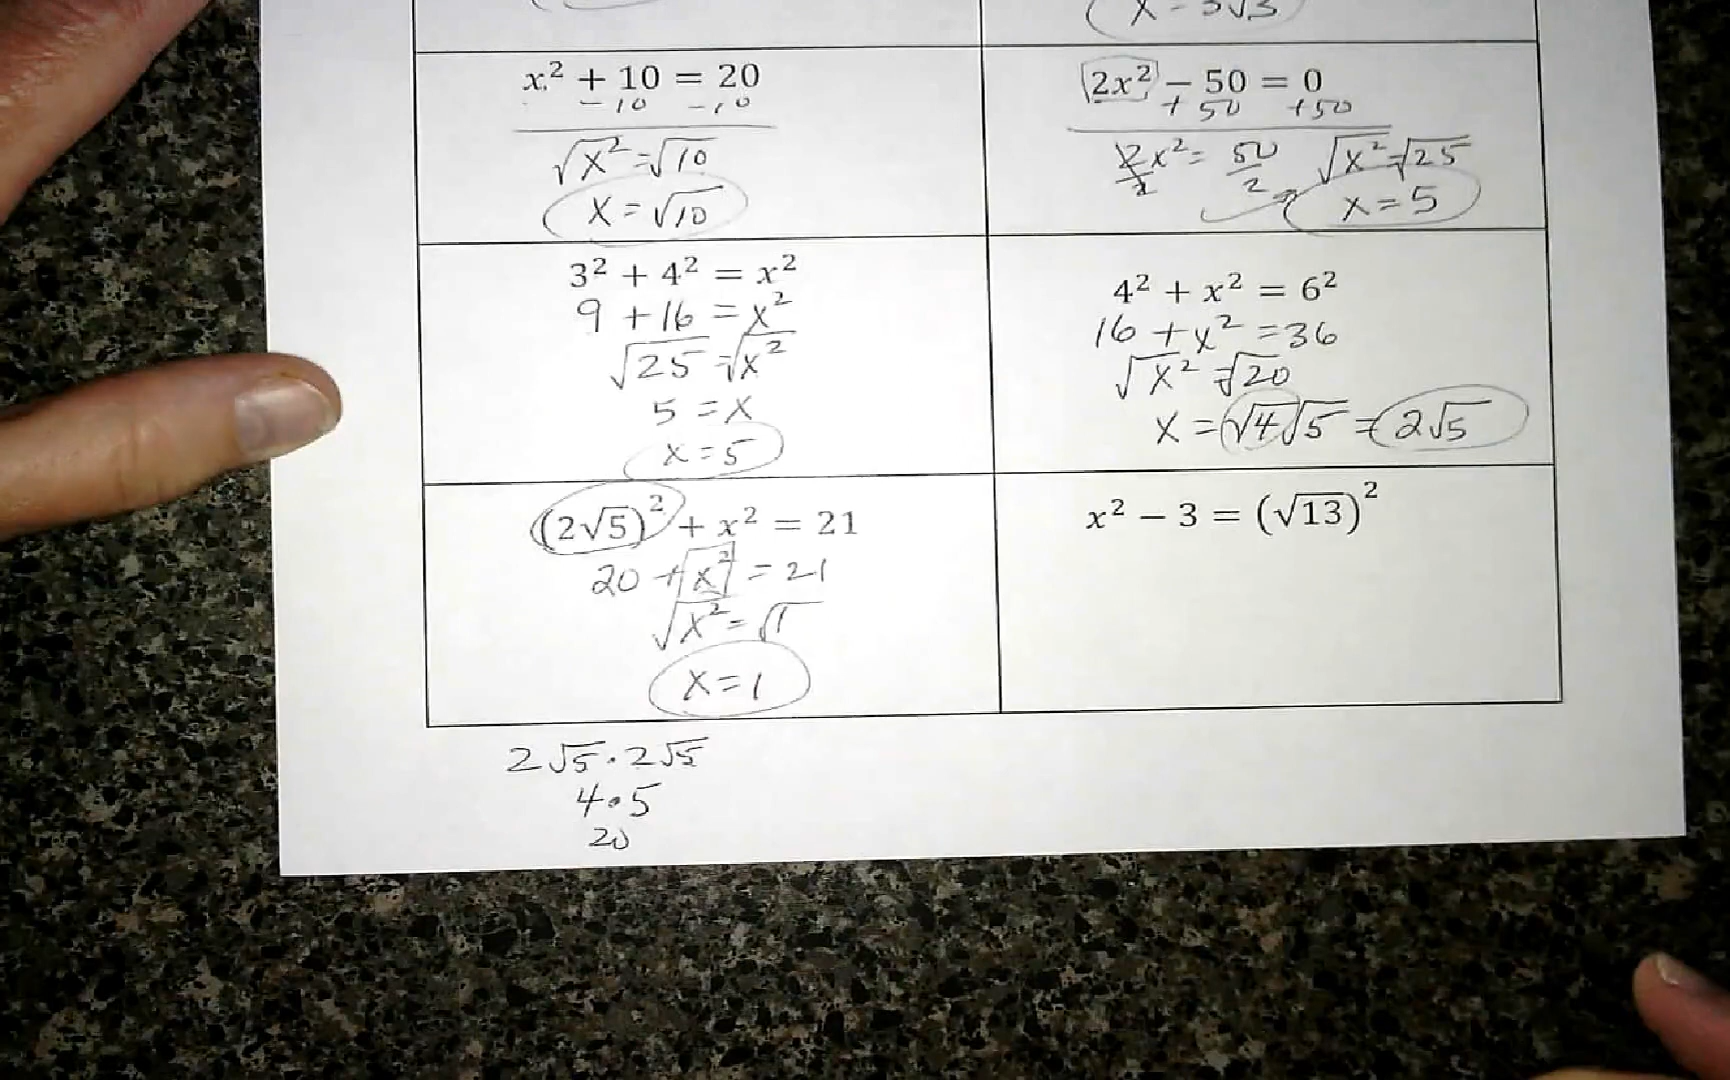 x = 3√3
x² + 10 = 20
- 10 - 10
√x² = √10
x = √10
2x² - 50 = 0
+ 50 + 50
2x²/2 = 50/2 √x² = √25
x = 5
3² + 4² = x²
9 + 16 = x²
√25 = √x²
5 = x
x = 5
4² + x² = 6²
16 + x² = 36
√x² = √20
x = √4√5 = 2√5
(2√5)² + x² = 21
20 + x² = 21
√x² = √1
x = 1
x² − 3 = (√13)²
2√5 · 2√5
4 · 5
20